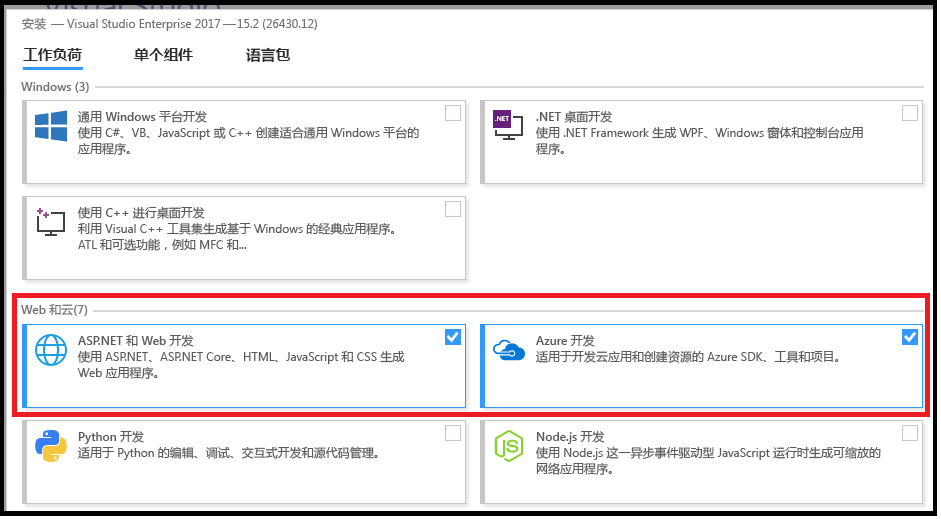 安装 — Visual Studio Enterprise 2017 —15.2 (26430.12)
工作负荷 单个组件 语言包
Windows (3)
通用 Windows 平台开发
使用 C#、VB、JavaScript 或 C++ 创建适合通用 Windows 平台的
应用程序。
.NET
.NET 桌面开发
使用 .NET Framework 生成 WPF、Windows 窗体和控制台应用
程序。
使用 C++ 进行桌面开发
利用 Visual C++ 工具集生成基于 Windows 的经典应用程序。
ATL 和可选功能，例如 MFC 和...
Web 和云(7)
ASP.NET 和 Web 开发
使用 ASP.NET、ASP.NET Core、HTML、JavaScript 和 CSS 生成
Web 应用程序。
Azure 开发
适用于开发云应用和创建资源的 Azure SDK、工具和项目。
Python 开发
适用于 Python 的编辑、调试、交互式开发和源代码管理。
JS
Node.js 开发
使用 Node.js 这一异步事件驱动型 JavaScript 运行时生成可缩放的
网络应用程序。